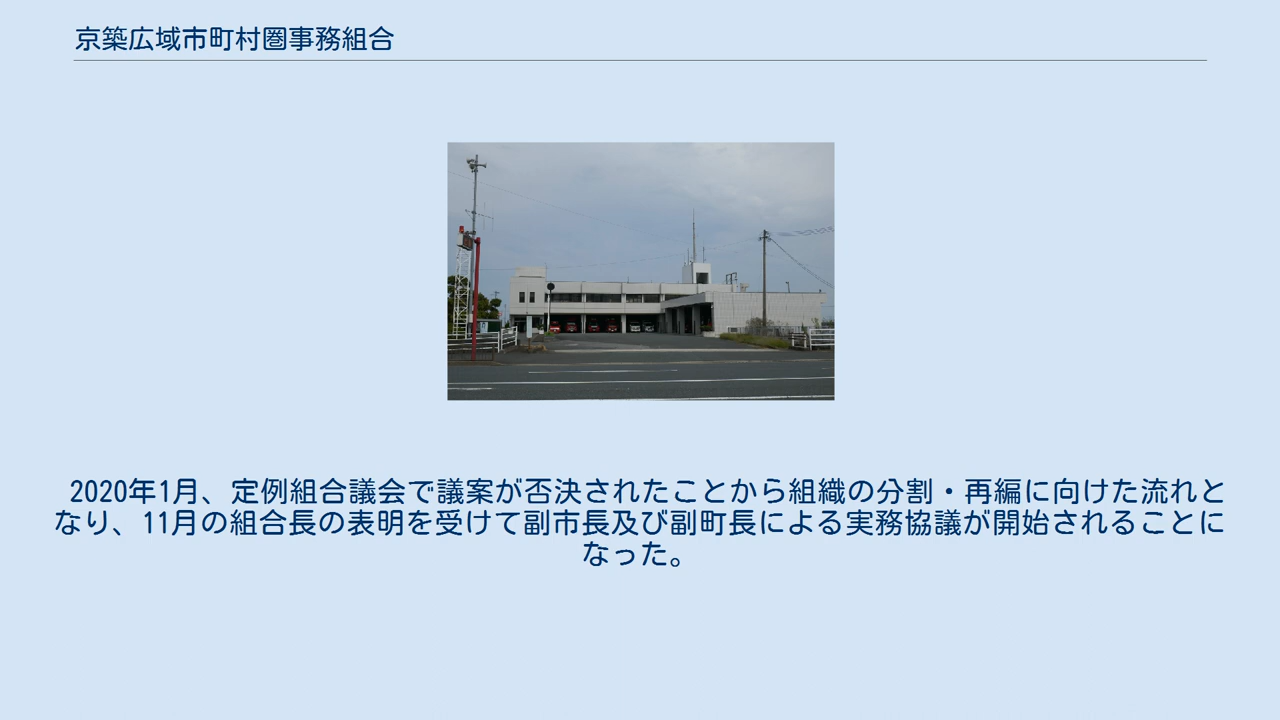 京築広域市町村圏事務組合
2020年1月、定例組合議会で議案が否決されたことから組織の分割・再編に向けた流れと
なり、11月の組合長の表明を受けて副市長及び副町長による実務協議が開始されることに
なった。